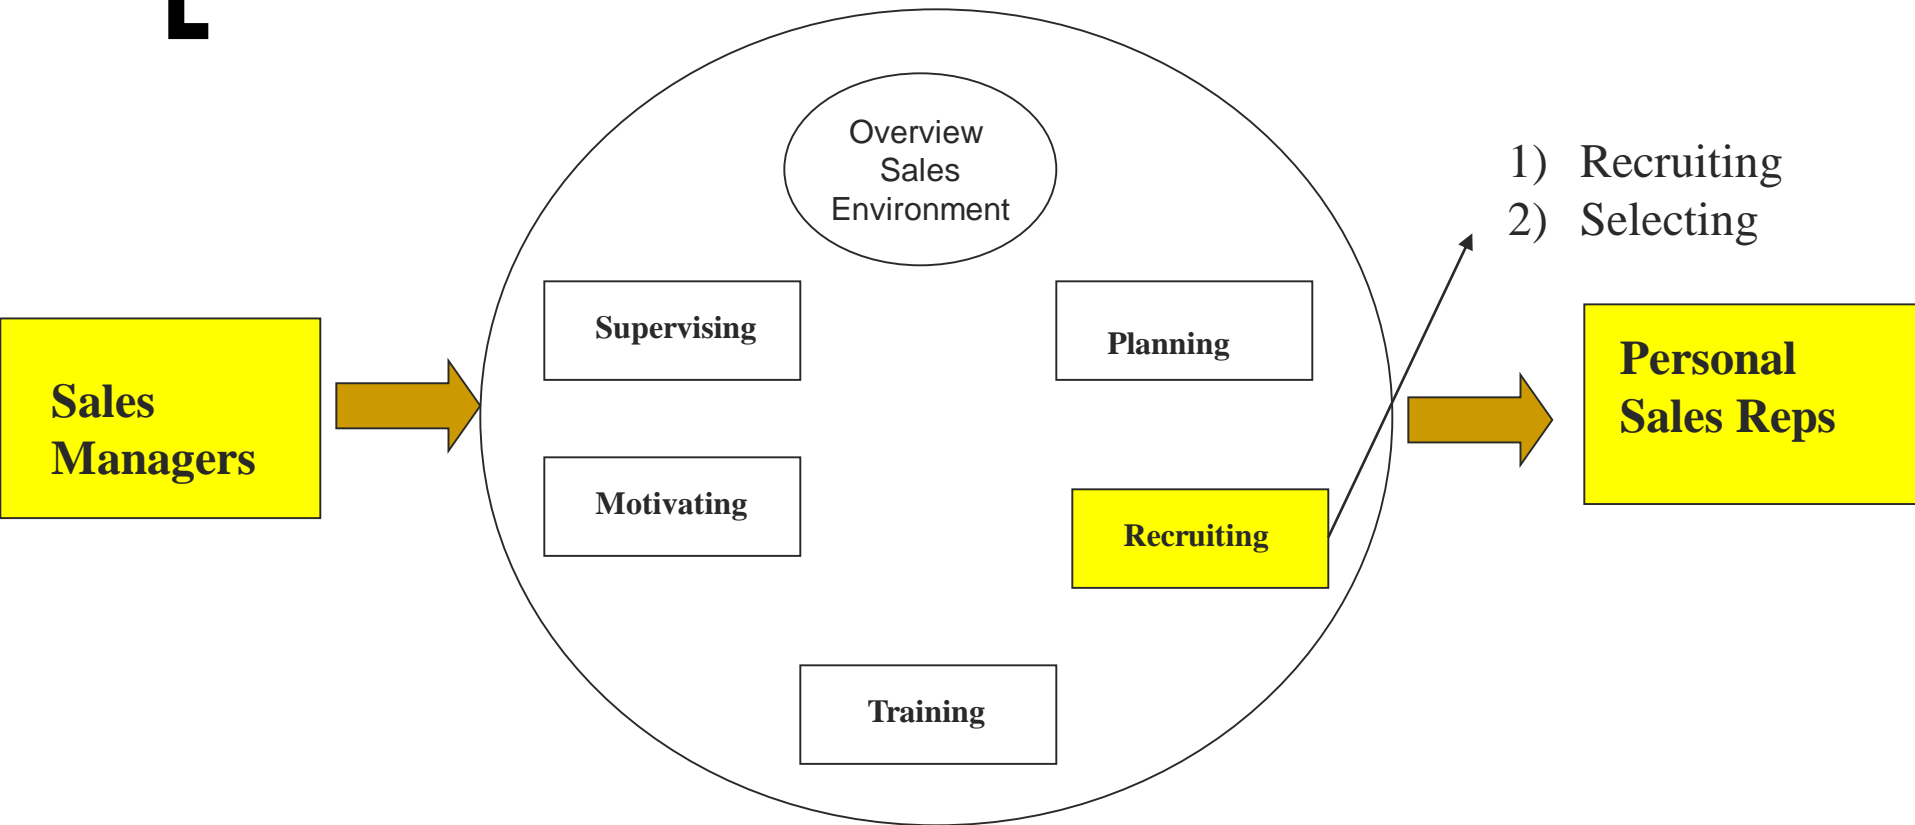 Overview
Sales
Environment
1) Recruiting
2) Selecting
Supervising
Planning
Sales
Managers
Personal
Sales Reps
Motivating
Recruiting
Training